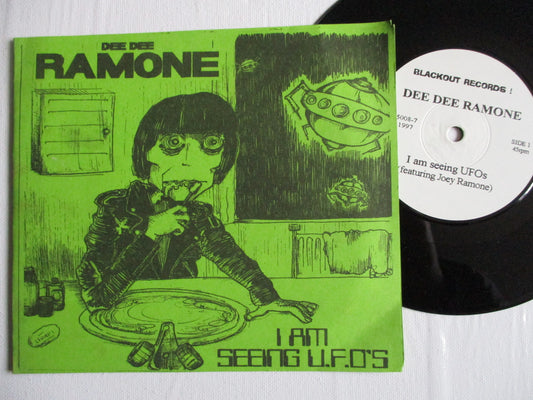 DEE DEE
RAMONE
I AM
SEEING U.F.O'S
BLACKOUT RECORDS !
DEE DEE RAMONE
5008-7
1997
SIDE 1
45rpm
I am seeing UFOs
(featuring Joey Ramone)